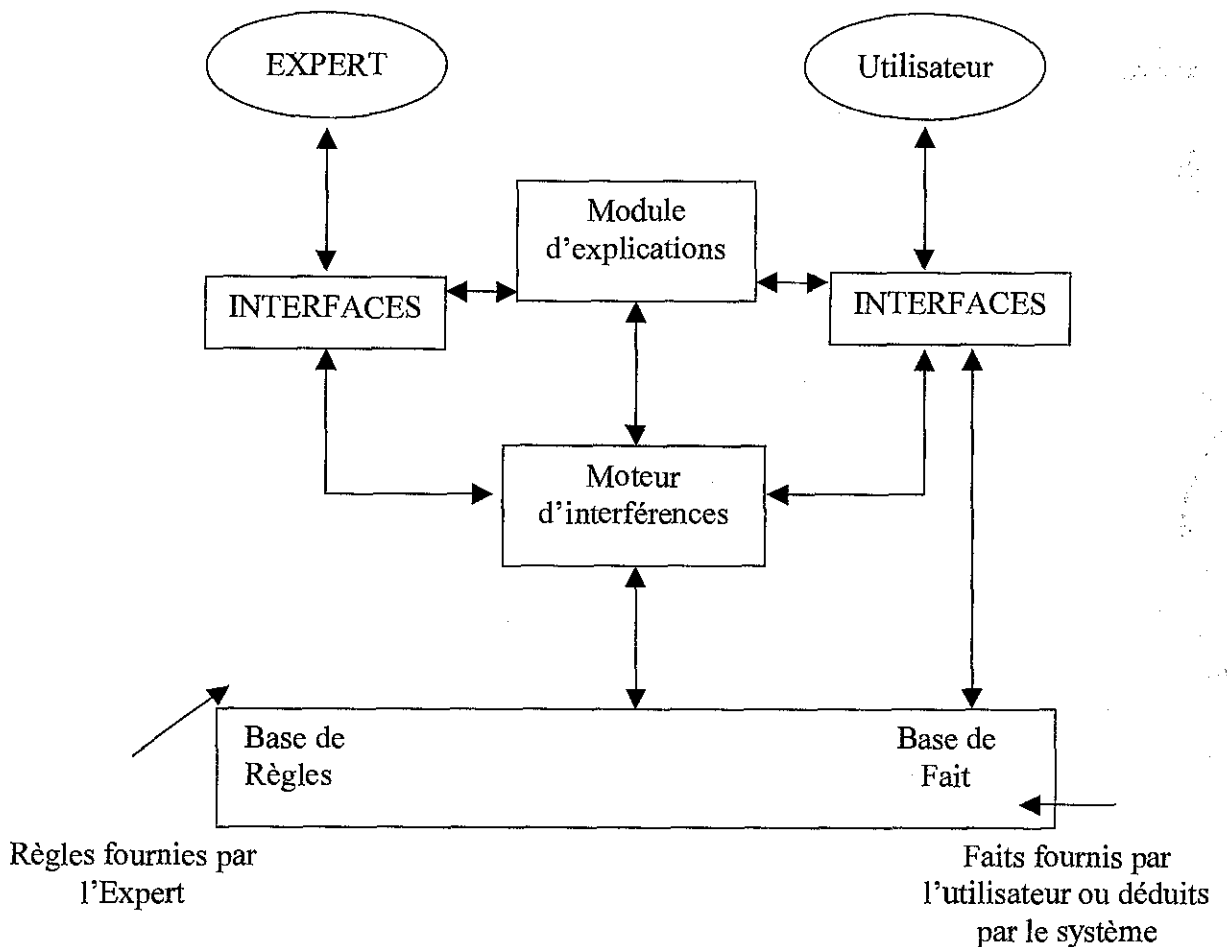 EXPERT
Utilisateur
Module
d'explications
INTERFACES
INTERFACES
Moteur
d'interférences
Base de
Règles
Base de
Fait
Règles fournies par
l'Expert
Faits fournis par
l'utilisateur ou déduits
par le système